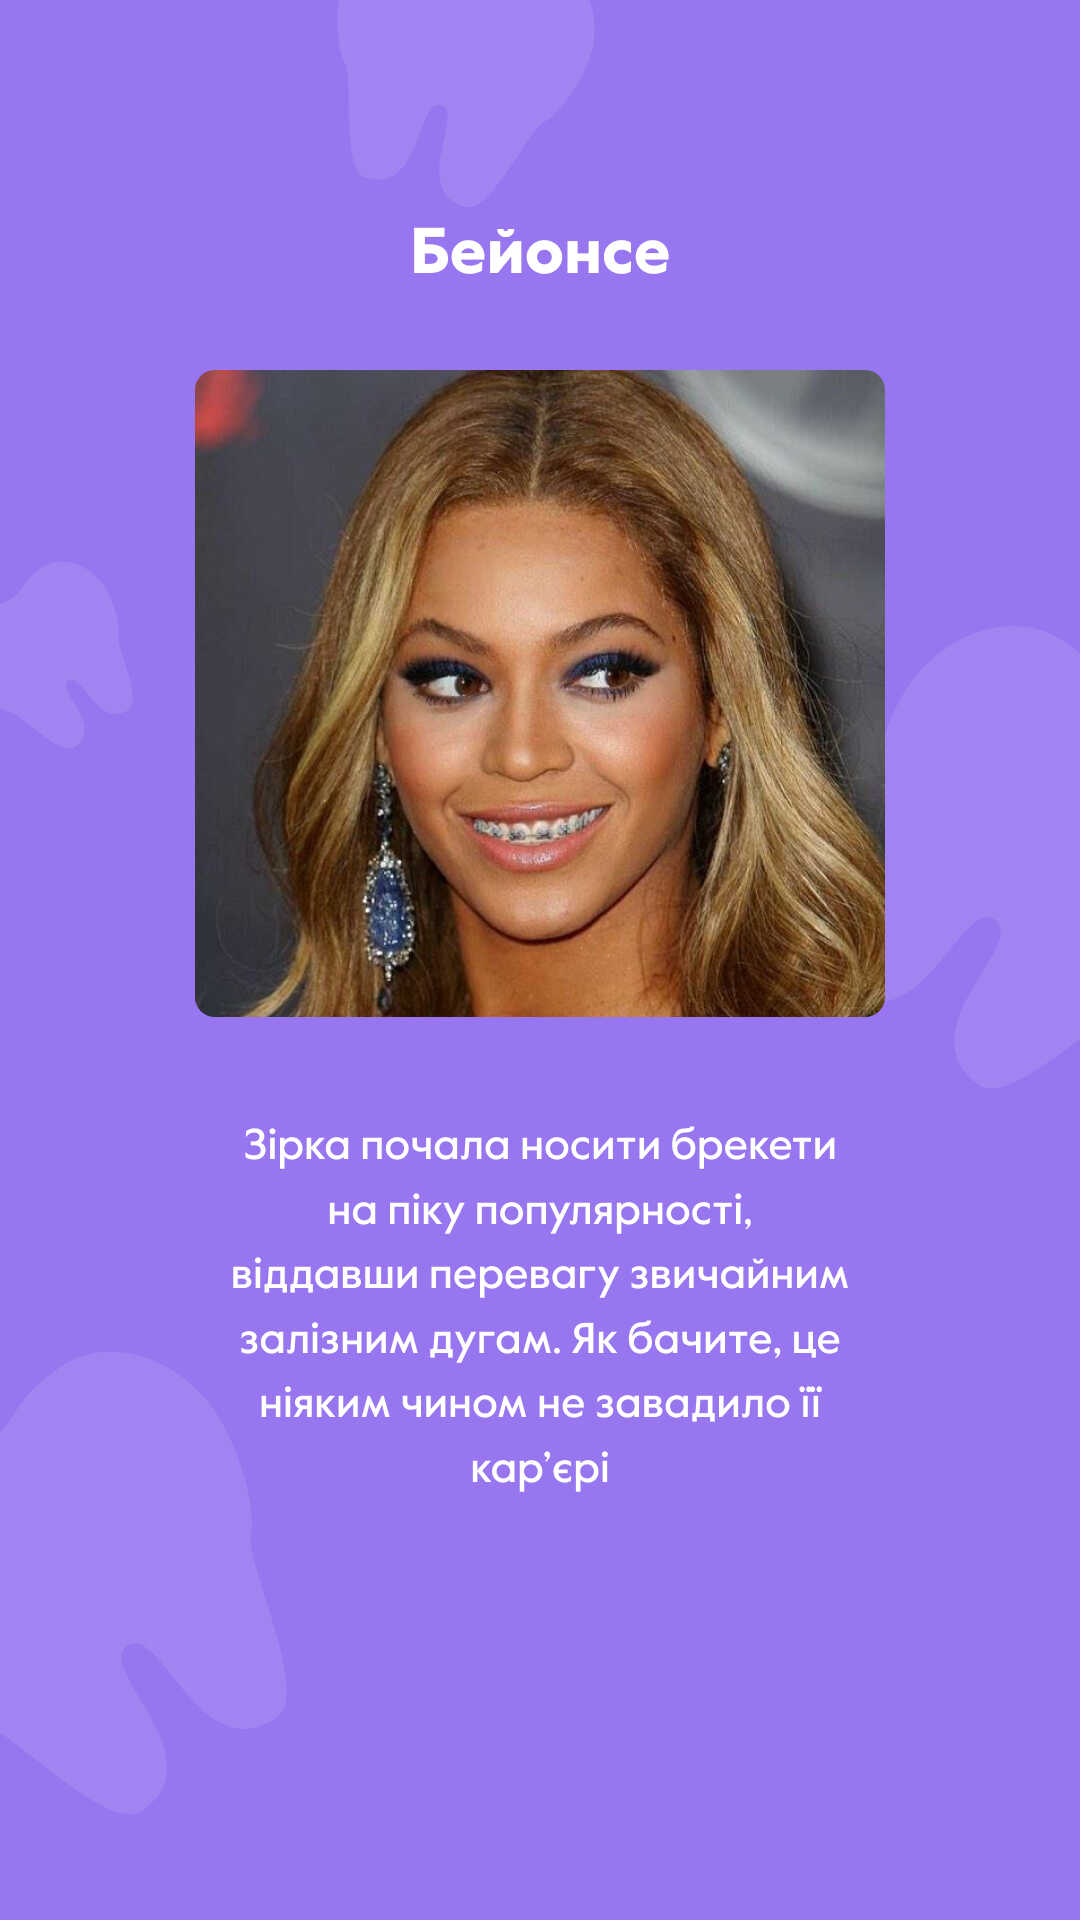 Бейонсе
Зірка почала носити брекети
на піку популярності,
віддавши перевагу звичайним
залізним дугам. Як бачите, це
ніяким чином не завадило її
кар’єрі